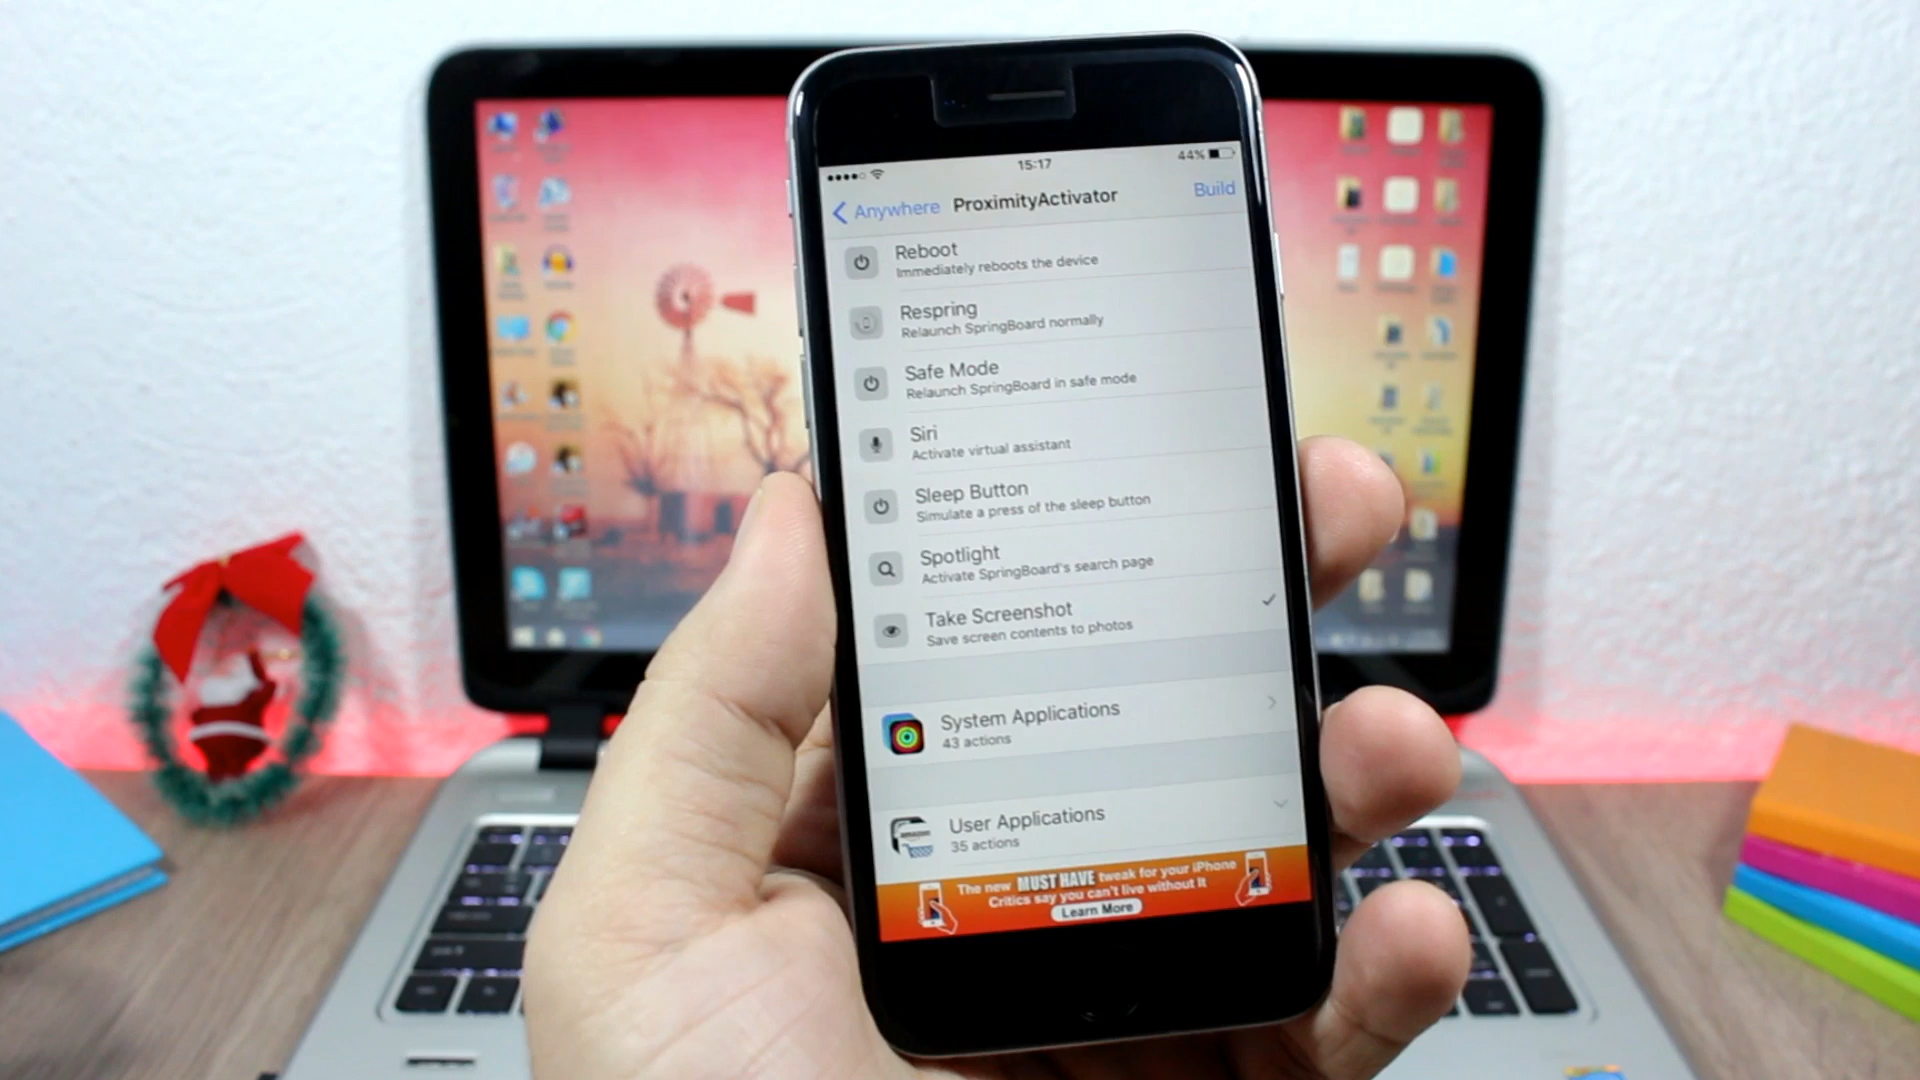 15:17
44%
Anywhere
ProximityActivator
Build
Reboot
Immediately reboots the device
Respring
Relaunch SpringBoard normally
Safe Mode
Relaunch SpringBoard in safe mode
Siri
Activate virtual assistant
Sleep Button
Simulate a press of the sleep button
Spotlight
Activate SpringBoard's search page
Take Screenshot
Save screen contents to photos
System Applications
43 actions
amazon
User Applications
35 actions
The new MUST HAVE tweak for your iPhone
Critics say you can't live without it
Learn More